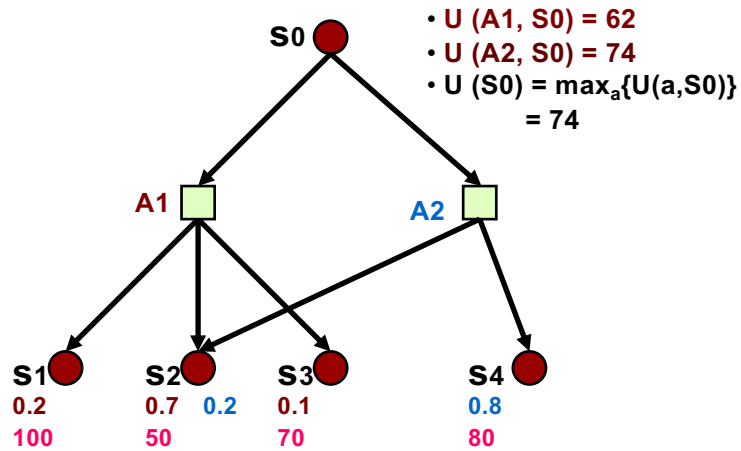 s0
• U (A1, S0) = 62
• U (A2, S0) = 74
• U (S0) = maxa{U(a,S0)}
= 74
A1
A2
s1
s2
s3
s4
0.2
0.7 0.2
0.1
0.8
100
50
70
80